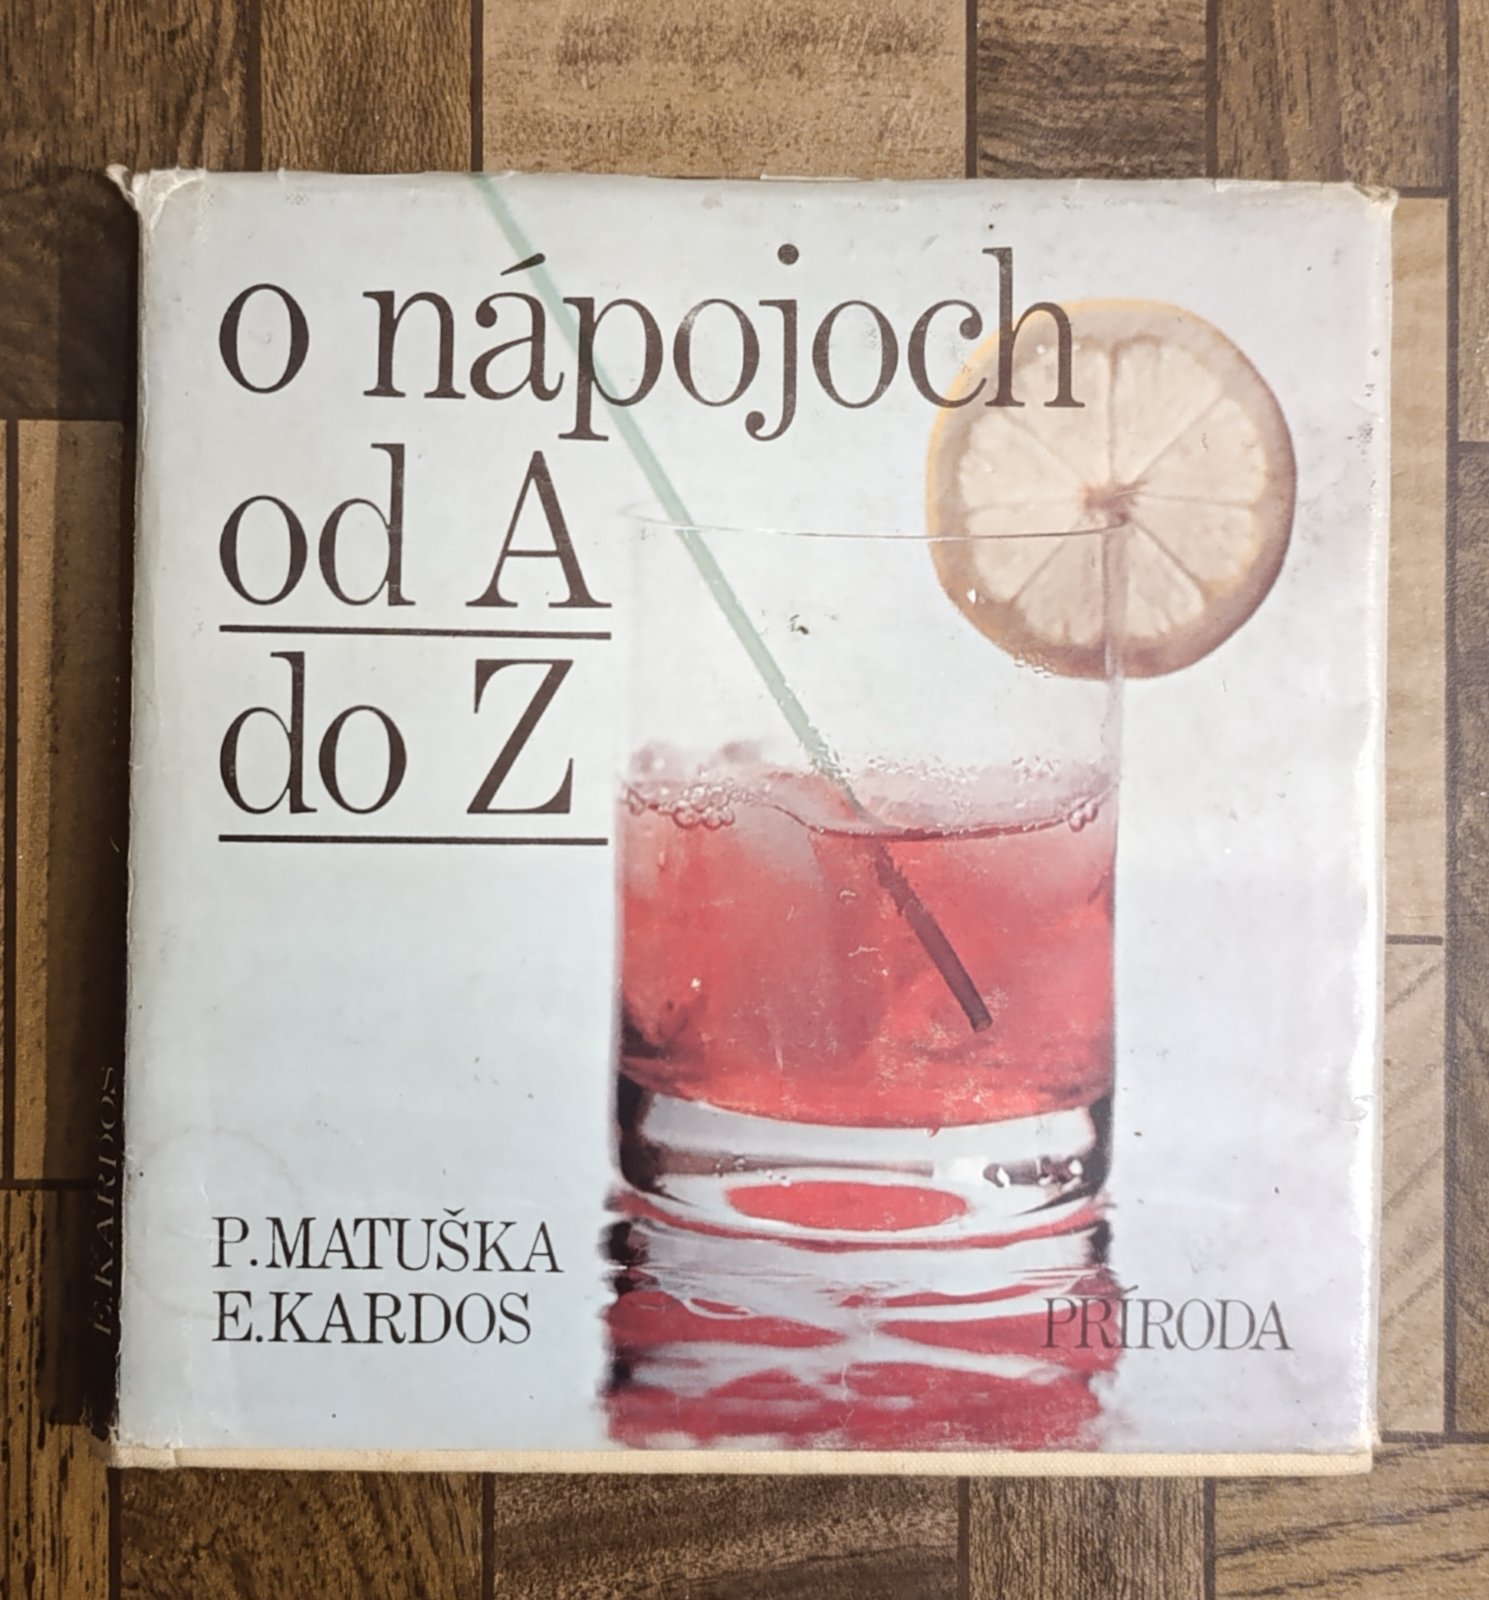 o nápojoch
od A
do Z
P.MATUŠKA
E.KARDOS
PRÍRODA
E.KARDOS